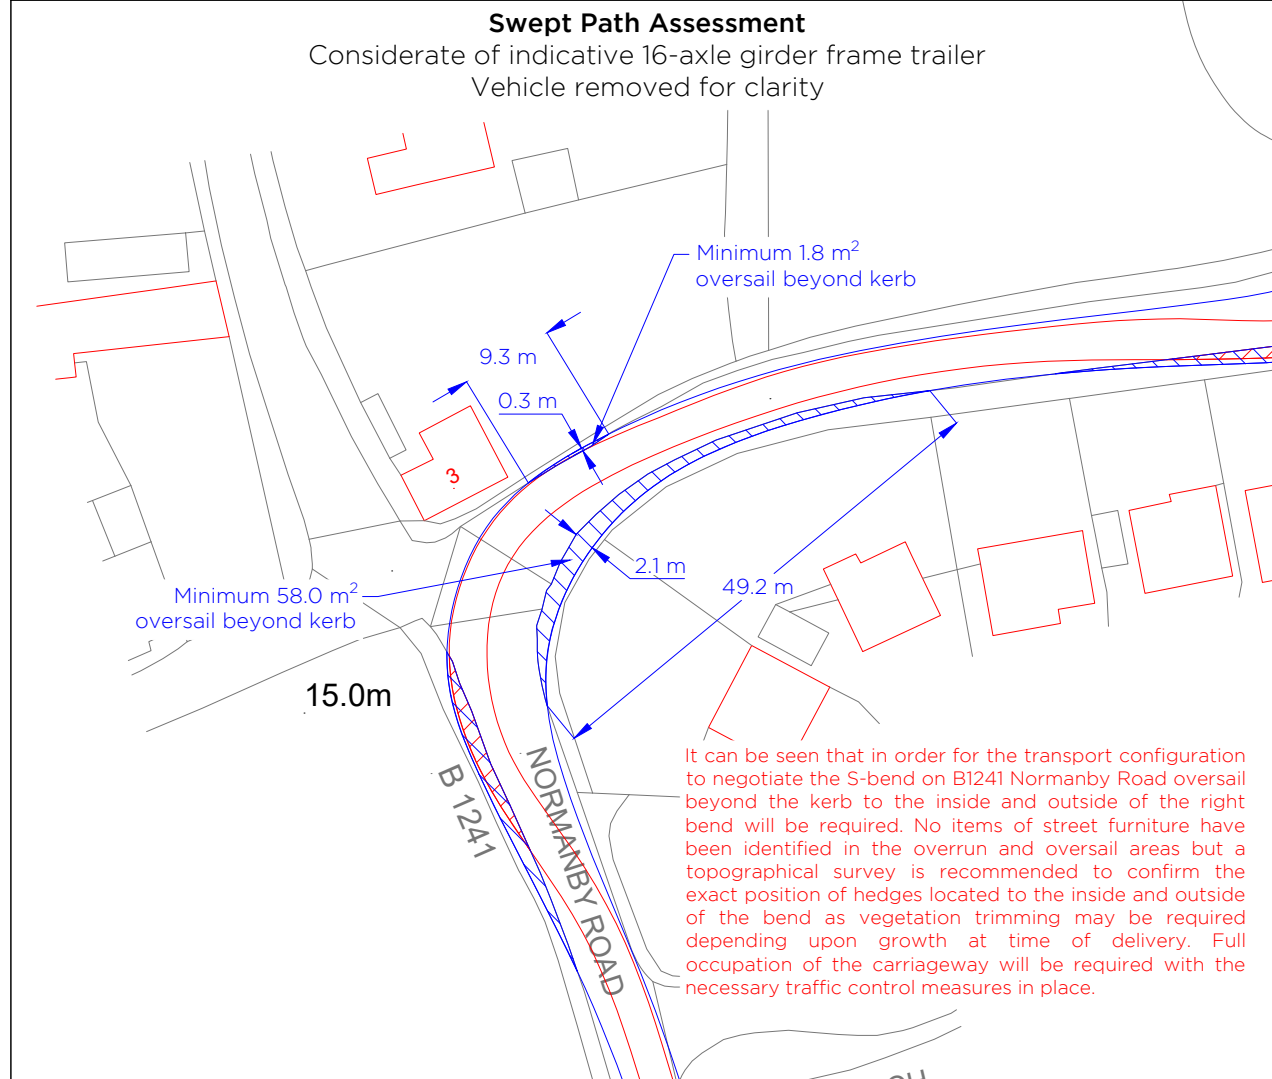 Swept Path Assessment
Considerate of indicative 16-axle girder frame trailer
Vehicle removed for clarity
Minimum 1.8 m²
oversail beyond kerb
9.3 m
0.3 m
3
2.1 m
49.2 m
Minimum 58.0 m²
oversail beyond kerb
15.0m
B 1241
NORMANBY ROAD
It can be seen that in order for the transport configuration
to negotiate the S-bend on B1241 Normanby Road oversail
beyond the kerb to the inside and outside of the right
bend will be required. No items of street furniture have
been identified in the overrun and oversail areas but a
topographical survey is recommended to confirm the
exact position of hedges located to the inside and outside
of the bend as vegetation trimming may be required
depending upon growth at time of delivery. Full
occupation of the carriageway will be required with the
necessary traffic control measures in place.